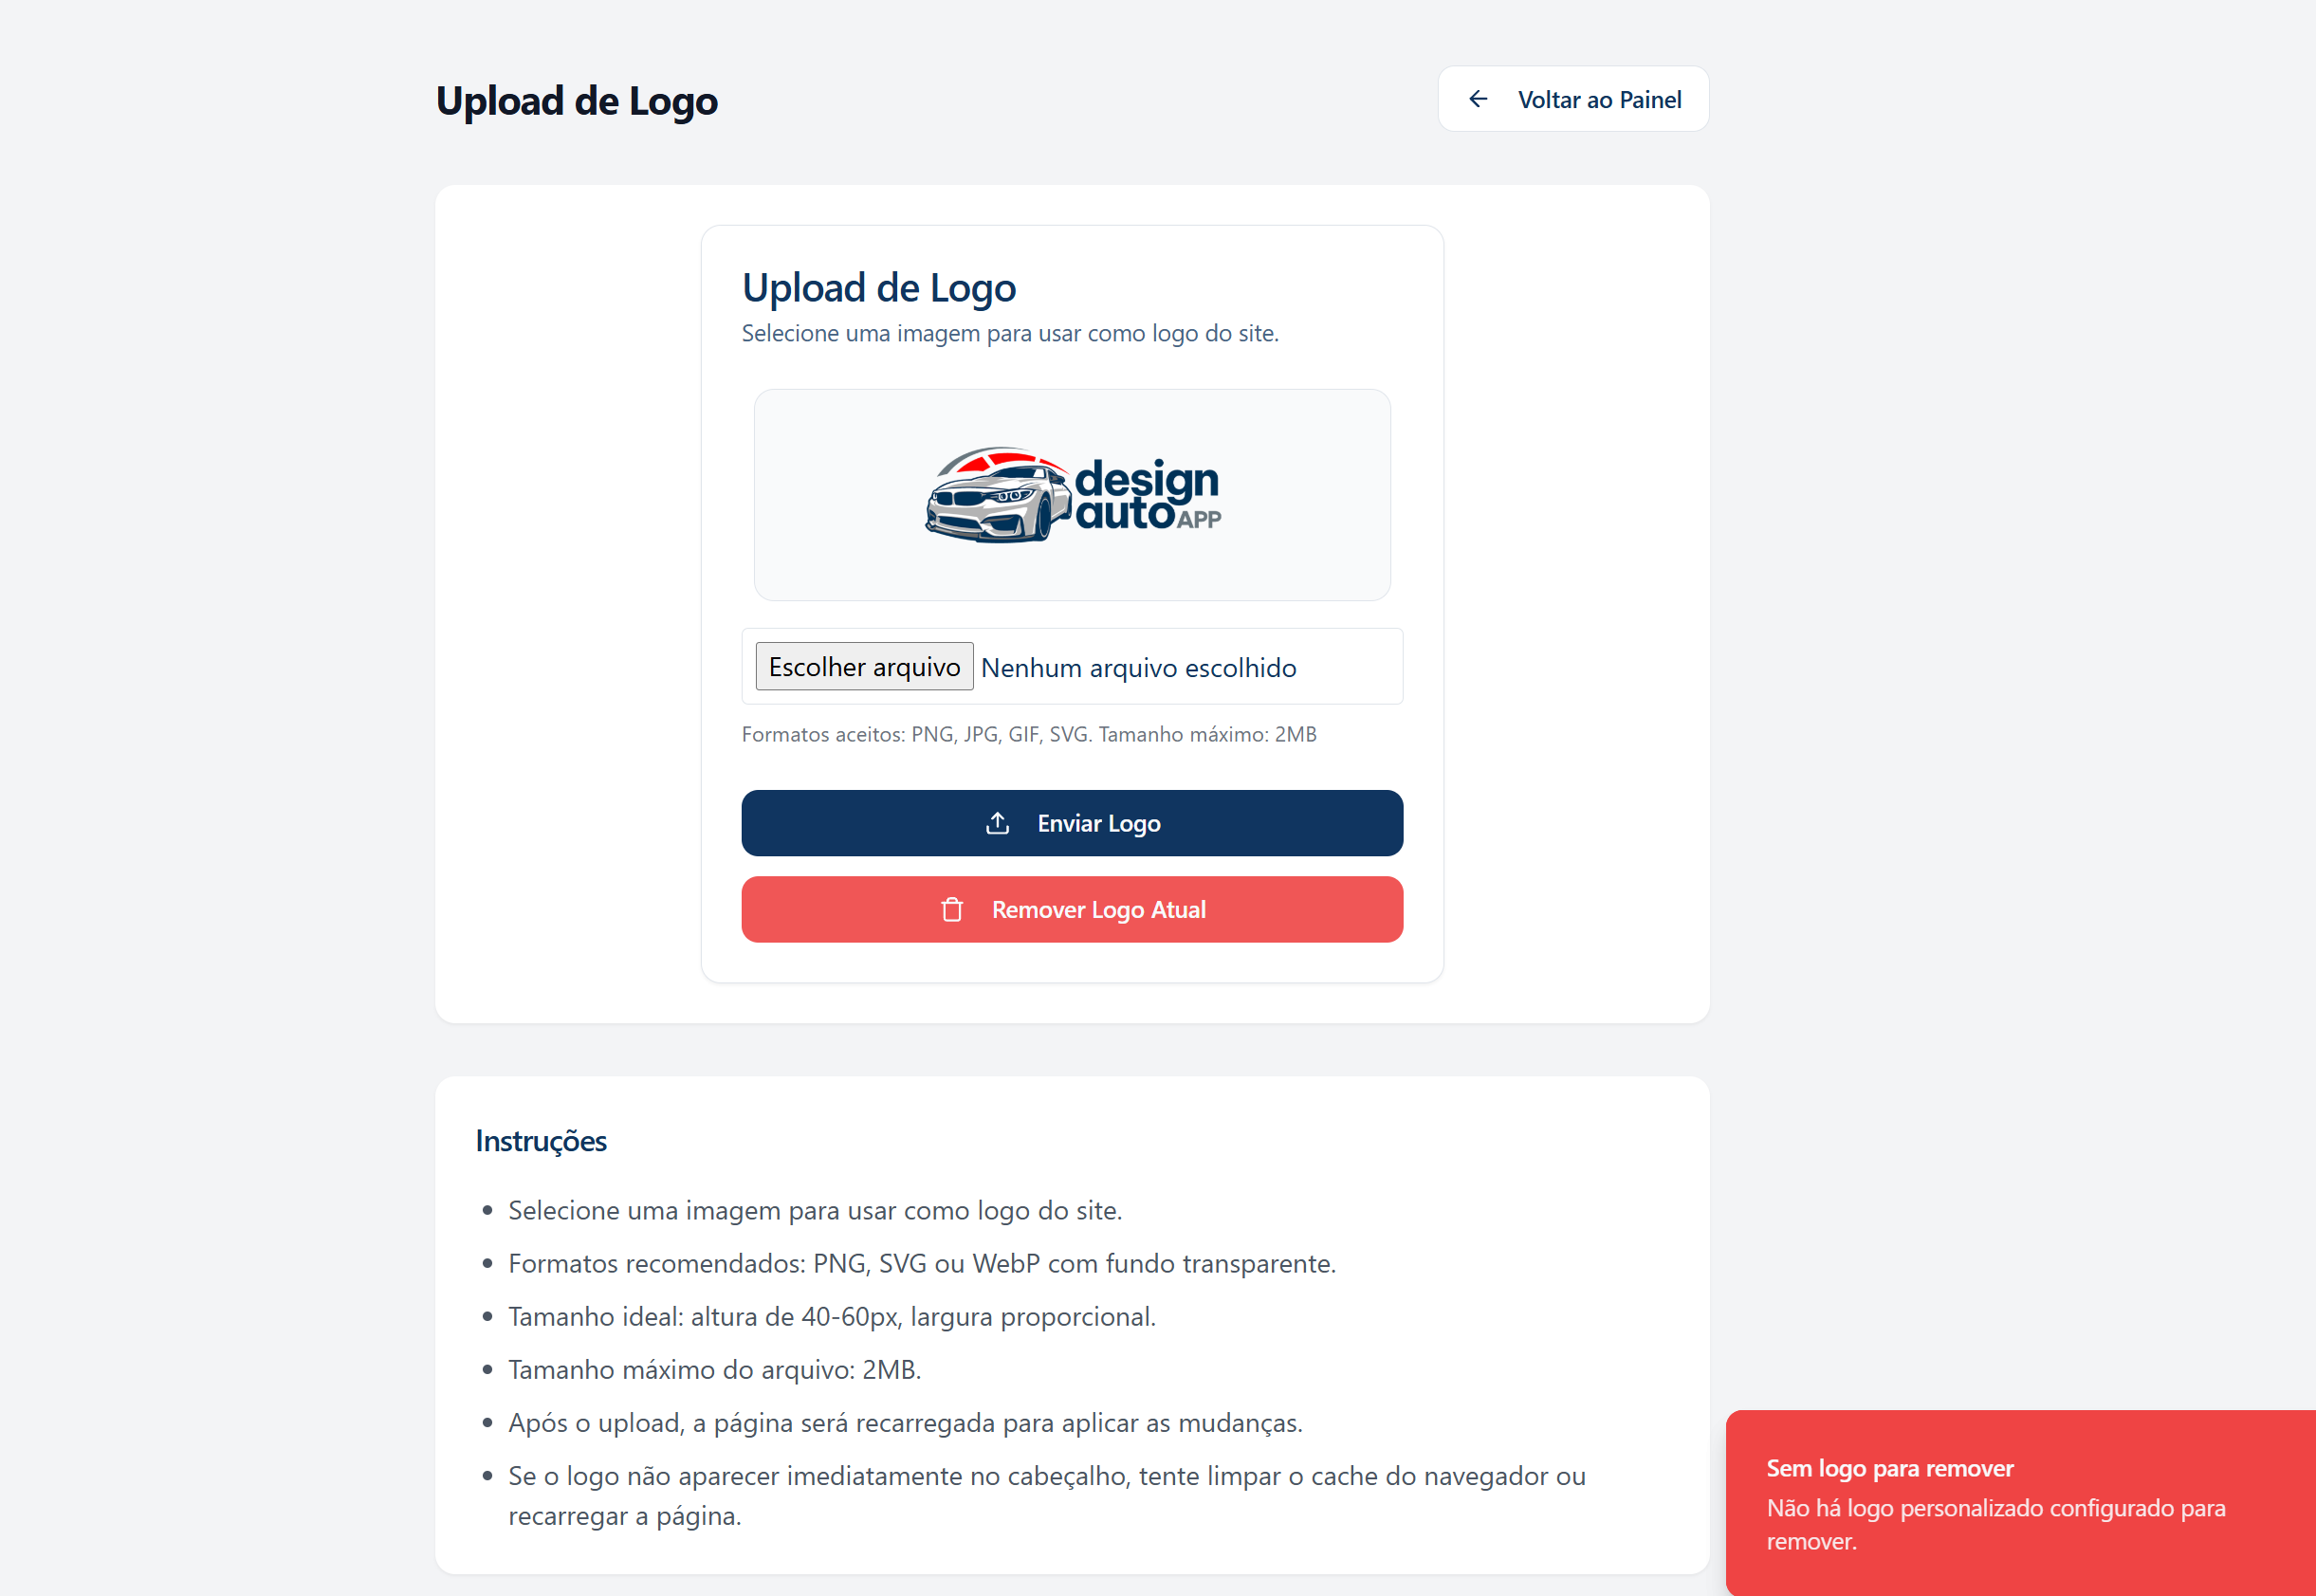 Upload de Logo
Voltar ao Painel
Upload de Logo
Selecione uma imagem para usar como logo do site.
design
auto APP
Escolher arquivo Nenhum arquivo escolhido
Formatos aceitos: PNG, JPG, GIF, SVG. Tamanho máximo: 2MB
Enviar Logo
Remover Logo Atual
Instruções
Selecione uma imagem para usar como logo do site.
Formatos recomendados: PNG, SVG ou WebP com fundo transparente.
Tamanho ideal: altura de 40-60px, largura proporcional.
Tamanho máximo do arquivo: 2MB.
Após o upload, a página será recarregada para aplicar as mudanças.
Se o logo não aparecer imediatamente no cabeçalho, tente limpar o cache do navegador ou
recarregar a página.
Sem logo para remover
Não há logo personalizado configurado para
remover.